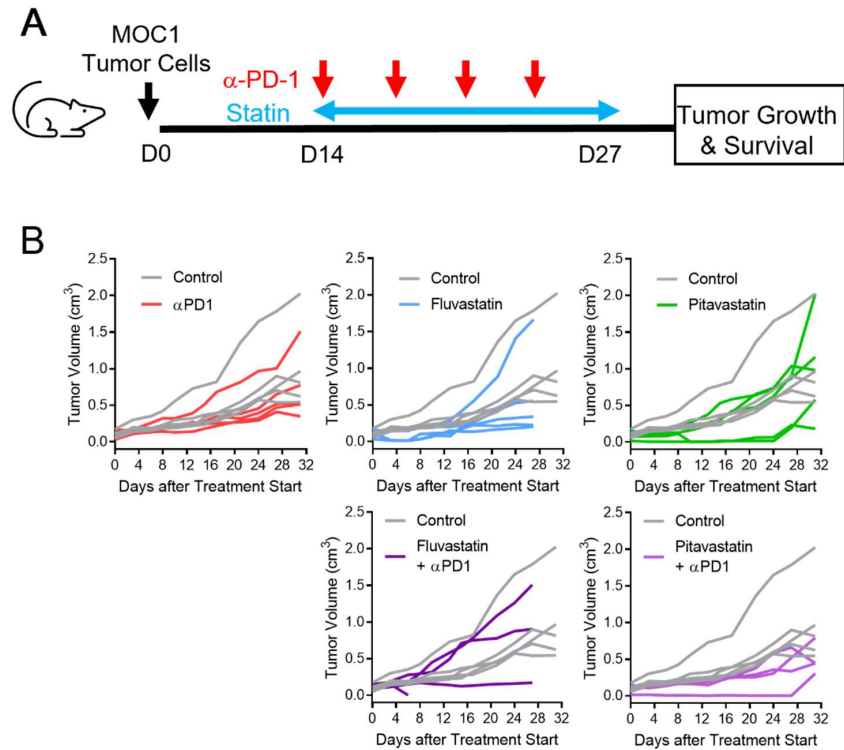 A
MOC1
Tumor Cells
α-PD-1
Statin
D0
D14
D27
Tumor Growth
& Survival
B
Tumor Volume (cm3)
2.5
2.0
1.5
1.0
0.5
0.0
Control
αPD1
0 4 8 12 16 20 24 28 32
Days after Treatment Start
Tumor Volume (cm3)
2.5
2.0
1.5
1.0
0.5
0.0
Control
Fluvastatin
0 4 8 12 16 20 24 28 32
Days after Treatment Start
Tumor Volume (cm3)
2.5
2.0
1.5
1.0
0.5
0.0
Control
Pitavastatin
0 4 8 12 16 20 24 28 32
Days after Treatment Start
Tumor Volume (cm3)
2.5
2.0
1.5
1.0
0.5
0.0
Control
Fluvastatin
+ αPD1
0 4 8 12 16 20 24 28 32
Days after Treatment Start
Tumor Volume (cm3)
2.5
2.0
1.5
1.0
0.5
0.0
Control
Pitavastatin
+ αPD1
0 4 8 12 16 20 24 28 32
Days after Treatment Start